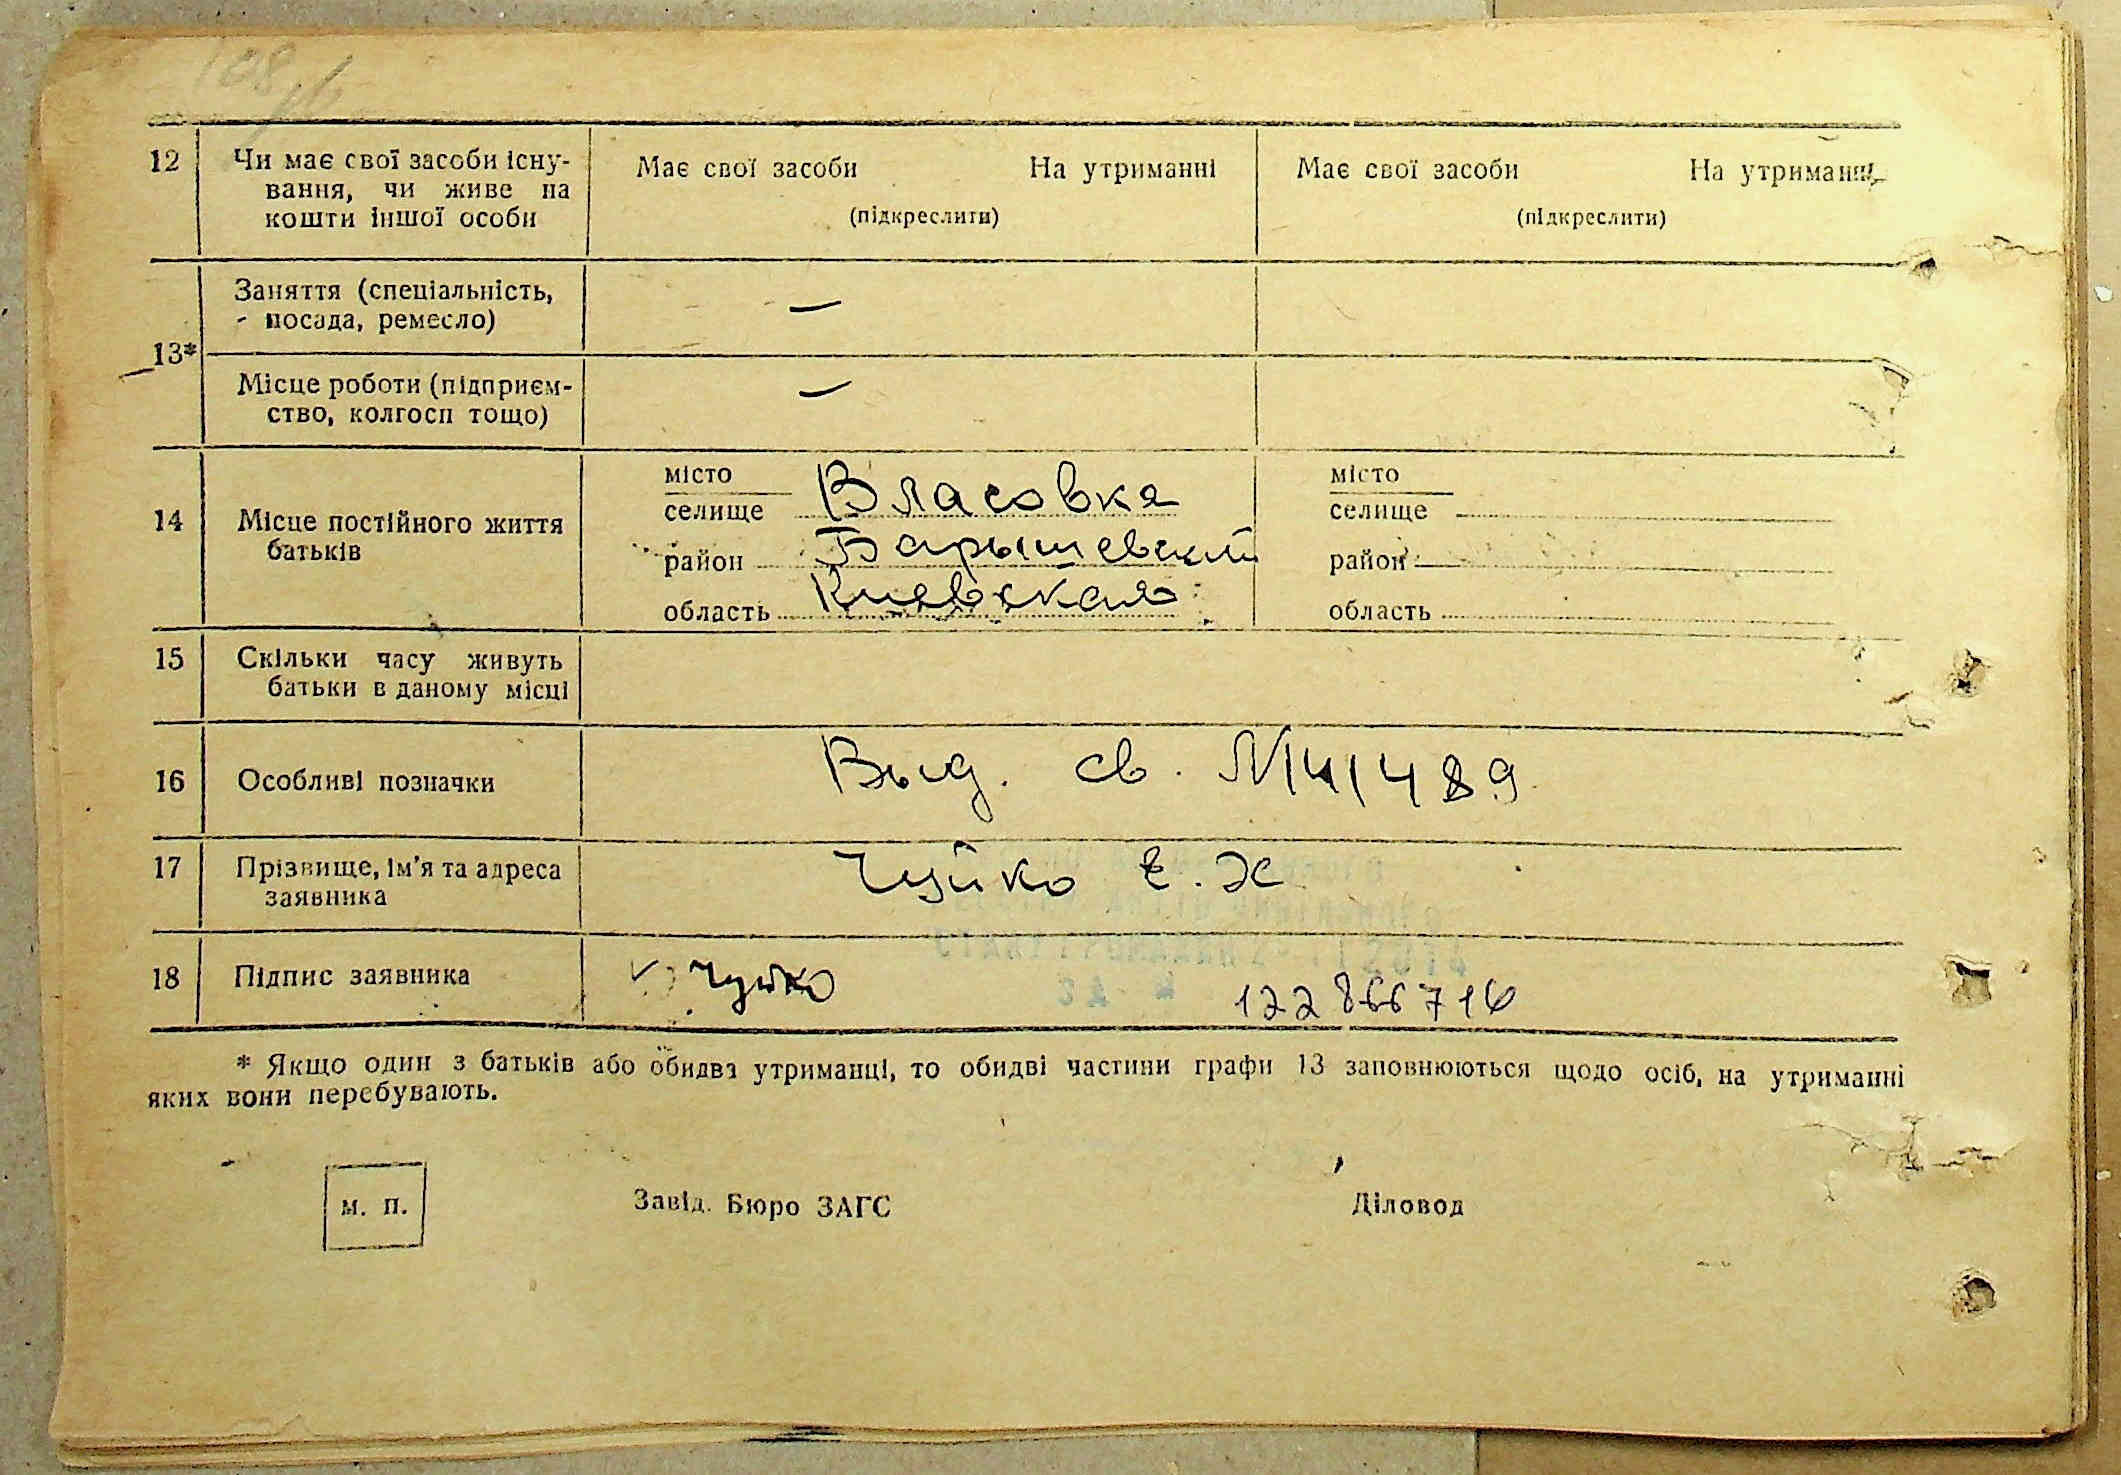 108
12 Чи має свої засоби існу- Має свої засоби На утриманні Має свої засоби На утриманні
вання, чи живе на
кошти іншої особи (підкреслити) (підкреслити)
Заняття (спеціальність, —
посада, ремесло)
13*
Місце роботи (підприєм- —
ство, колгосп тощо)
місто місто
14 Місце постійного життя селище Власовка селище
батьків
район Барышевский район
область Киевская область
15 Скільки часу живуть
батьки в даному місці
16 Особливі позначки Выд. св.
17 Прізвище, ім'я та адреса Чуйко Е. Х
заявника
18 Підпис заявника Чуйко 122866716
* Якщо один з батьків або обидва утриманці, то обидві частини графи 13 заповнюються щодо осіб, на утриманні
яких вони перебувають.
м. п. Завід. Бюро ЗАГС Діловод